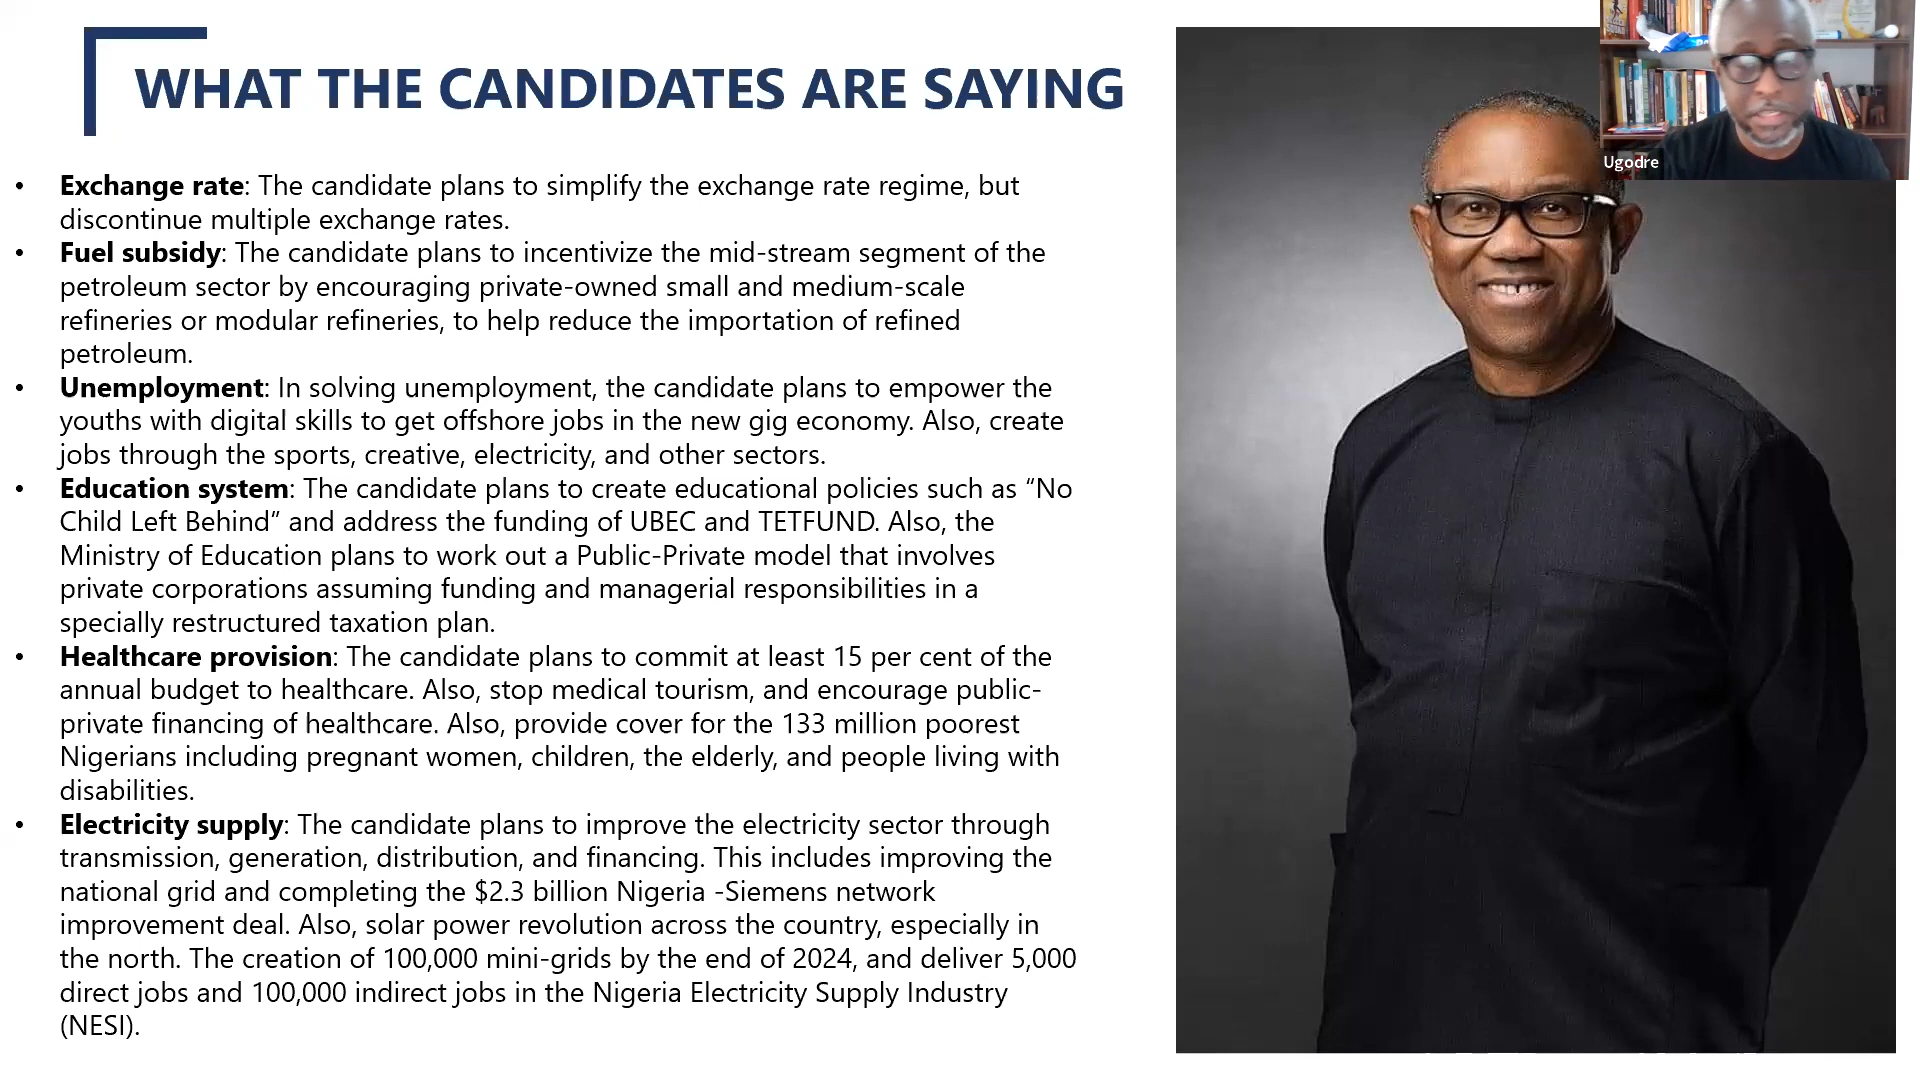 WHAT THE CANDIDATES ARE SAYING
Ugodre
• Exchange rate: The candidate plans to simplify the exchange rate regime, but
discontinue multiple exchange rates.
• Fuel subsidy: The candidate plans to incentivize the mid-stream segment of the
petroleum sector by encouraging private-owned small and medium-scale
refineries or modular refineries, to help reduce the importation of refined
petroleum.
• Unemployment: In solving unemployment, the candidate plans to empower the
youths with digital skills to get offshore jobs in the new gig economy. Also, create
jobs through the sports, creative, electricity, and other sectors.
• Education system: The candidate plans to create educational policies such as “No
Child Left Behind” and address the funding of UBEC and TETFUND. Also, the
Ministry of Education plans to work out a Public-Private model that involves
private corporations assuming funding and managerial responsibilities in a
specially restructured taxation plan.
• Healthcare provision: The candidate plans to commit at least 15 per cent of the
annual budget to healthcare. Also, stop medical tourism, and encourage public-
private financing of healthcare. Also, provide cover for the 133 million poorest
Nigerians including pregnant women, children, the elderly, and people living with
disabilities.
• Electricity supply: The candidate plans to improve the electricity sector through
transmission, generation, distribution, and financing. This includes improving the
national grid and completing the $2.3 billion Nigeria -Siemens network
improvement deal. Also, solar power revolution across the country, especially in
the north. The creation of 100,000 mini-grids by the end of 2024, and deliver 5,000
direct jobs and 100,000 indirect jobs in the Nigeria Electricity Supply Industry
(NESI).